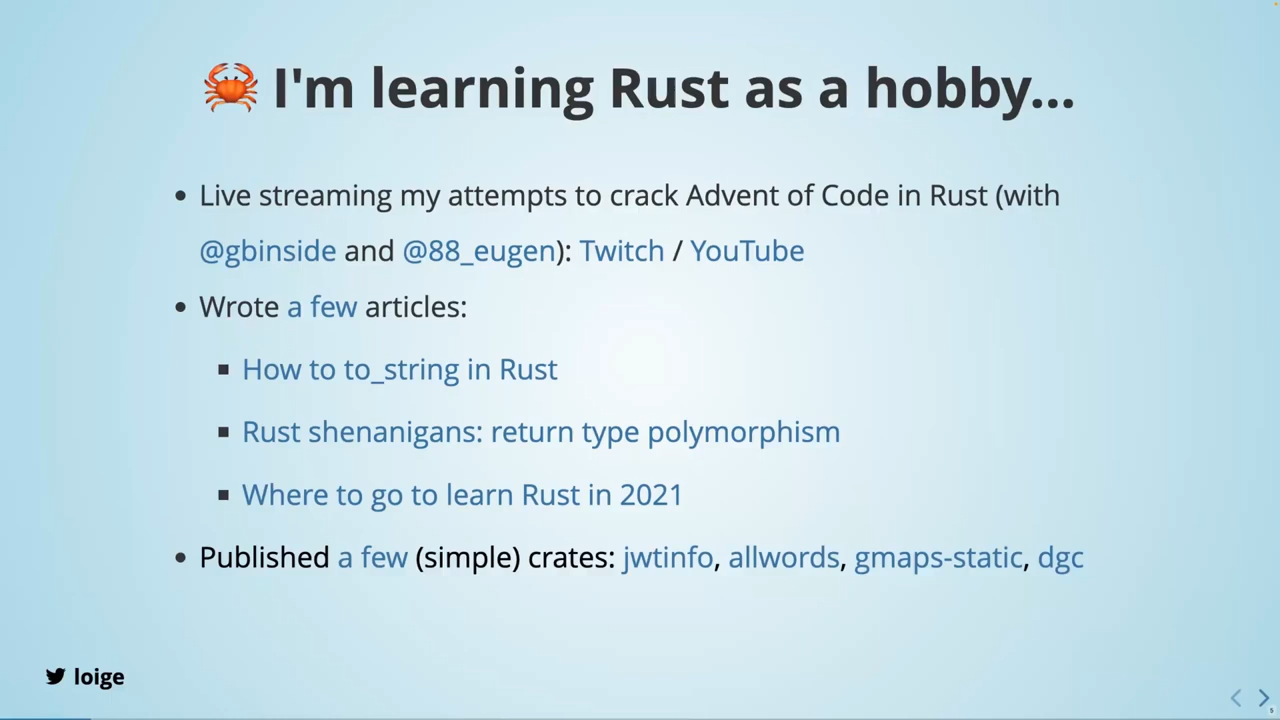 🦀 I'm learning Rust as a hobby...
• Live streaming my attempts to crack Advent of Code in Rust (with
@gbinside and @88_eugen): Twitch / YouTube
• Wrote a few articles:
▪ How to to_string in Rust
▪ Rust shenanigans: return type polymorphism
▪ Where to go to learn Rust in 2021
• Published a few (simple) crates: jwtinfo, allwords, gmaps-static, dgc
loige
5